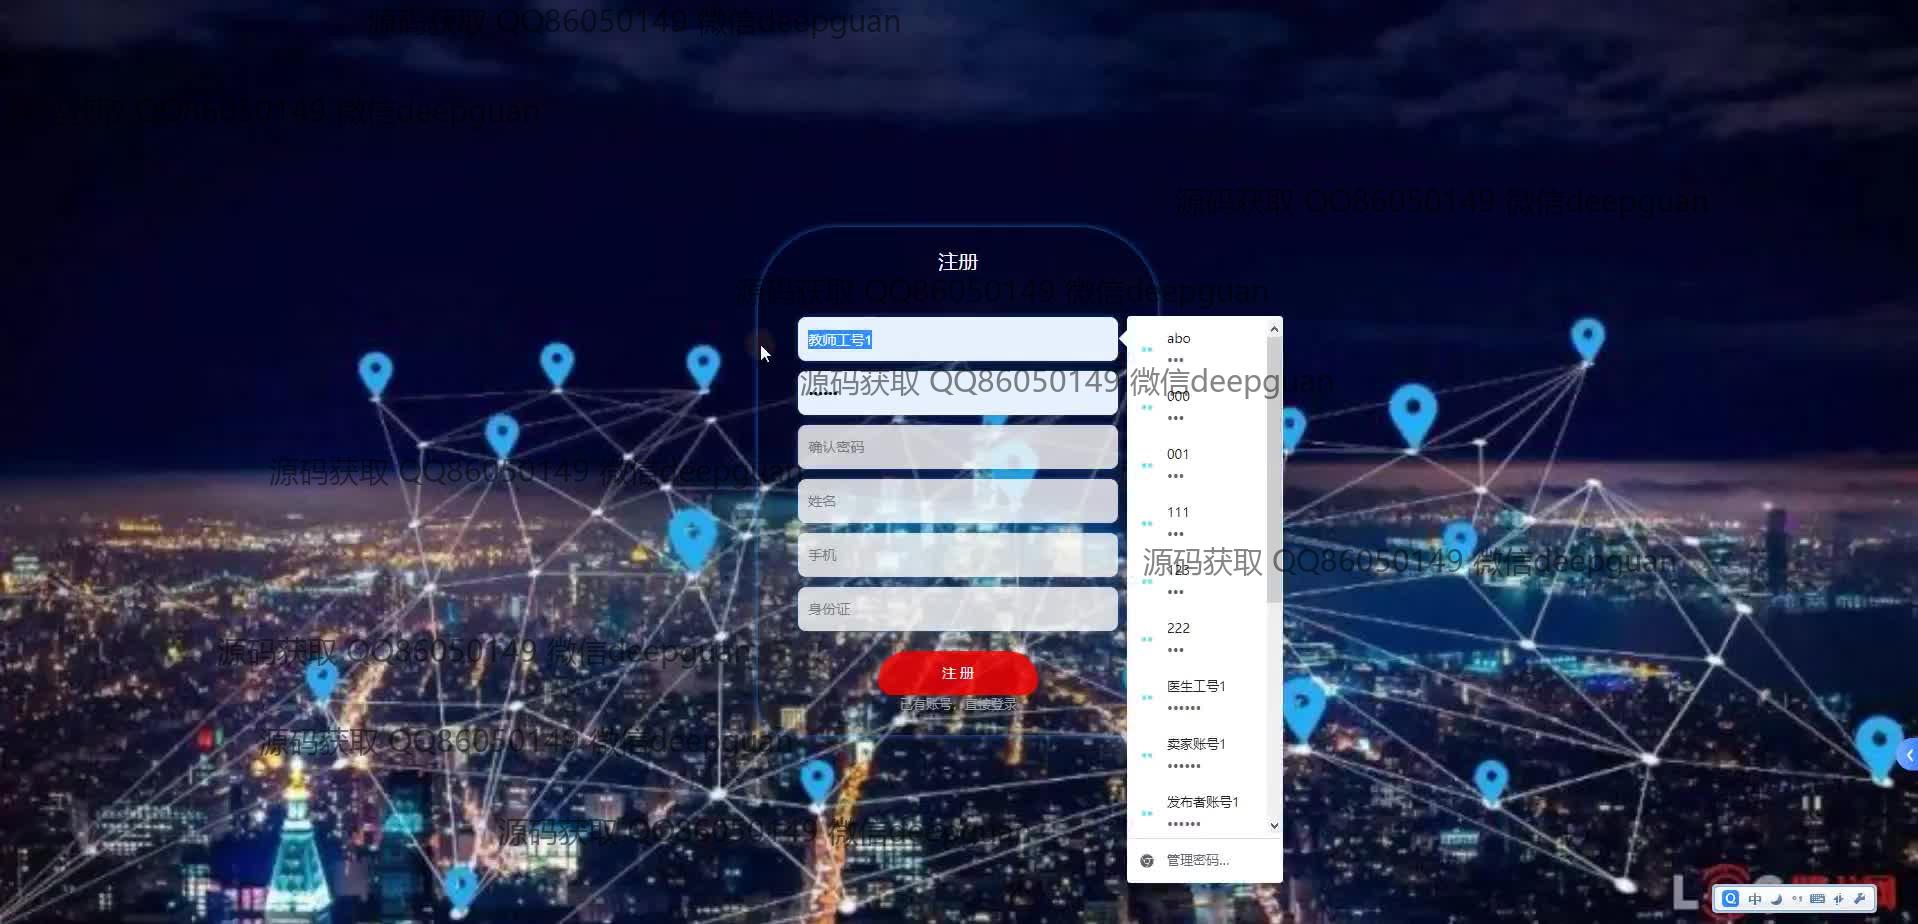 源码获取 QQ86050149 微信deepguan
源码获取 QQ86050149 微信deepguan
源码获取 QQ86050149 微信deepguan
注册
源码获取 QQ86050149 微信deepguan
教师工号1
abo
•••
源码获取 QQ86050149 微信deepguan
••••••
000
•••
确认密码
001
•••
源码获取 QQ86050149 微信deepguan
姓名
111
•••
手机
源码获取 QQ86050149 微信deepguan
123
•••
身份证
222
•••
源码获取 QQ86050149 微信deepguan
注册
医生工号1
••••••
已有账号，直接登录
源码获取 QQ86050149 微信deepguan
卖家账号1
••••••
发布者账号1
••••••
源码获取 QQ86050149 微信deepguan
管理密码...
中